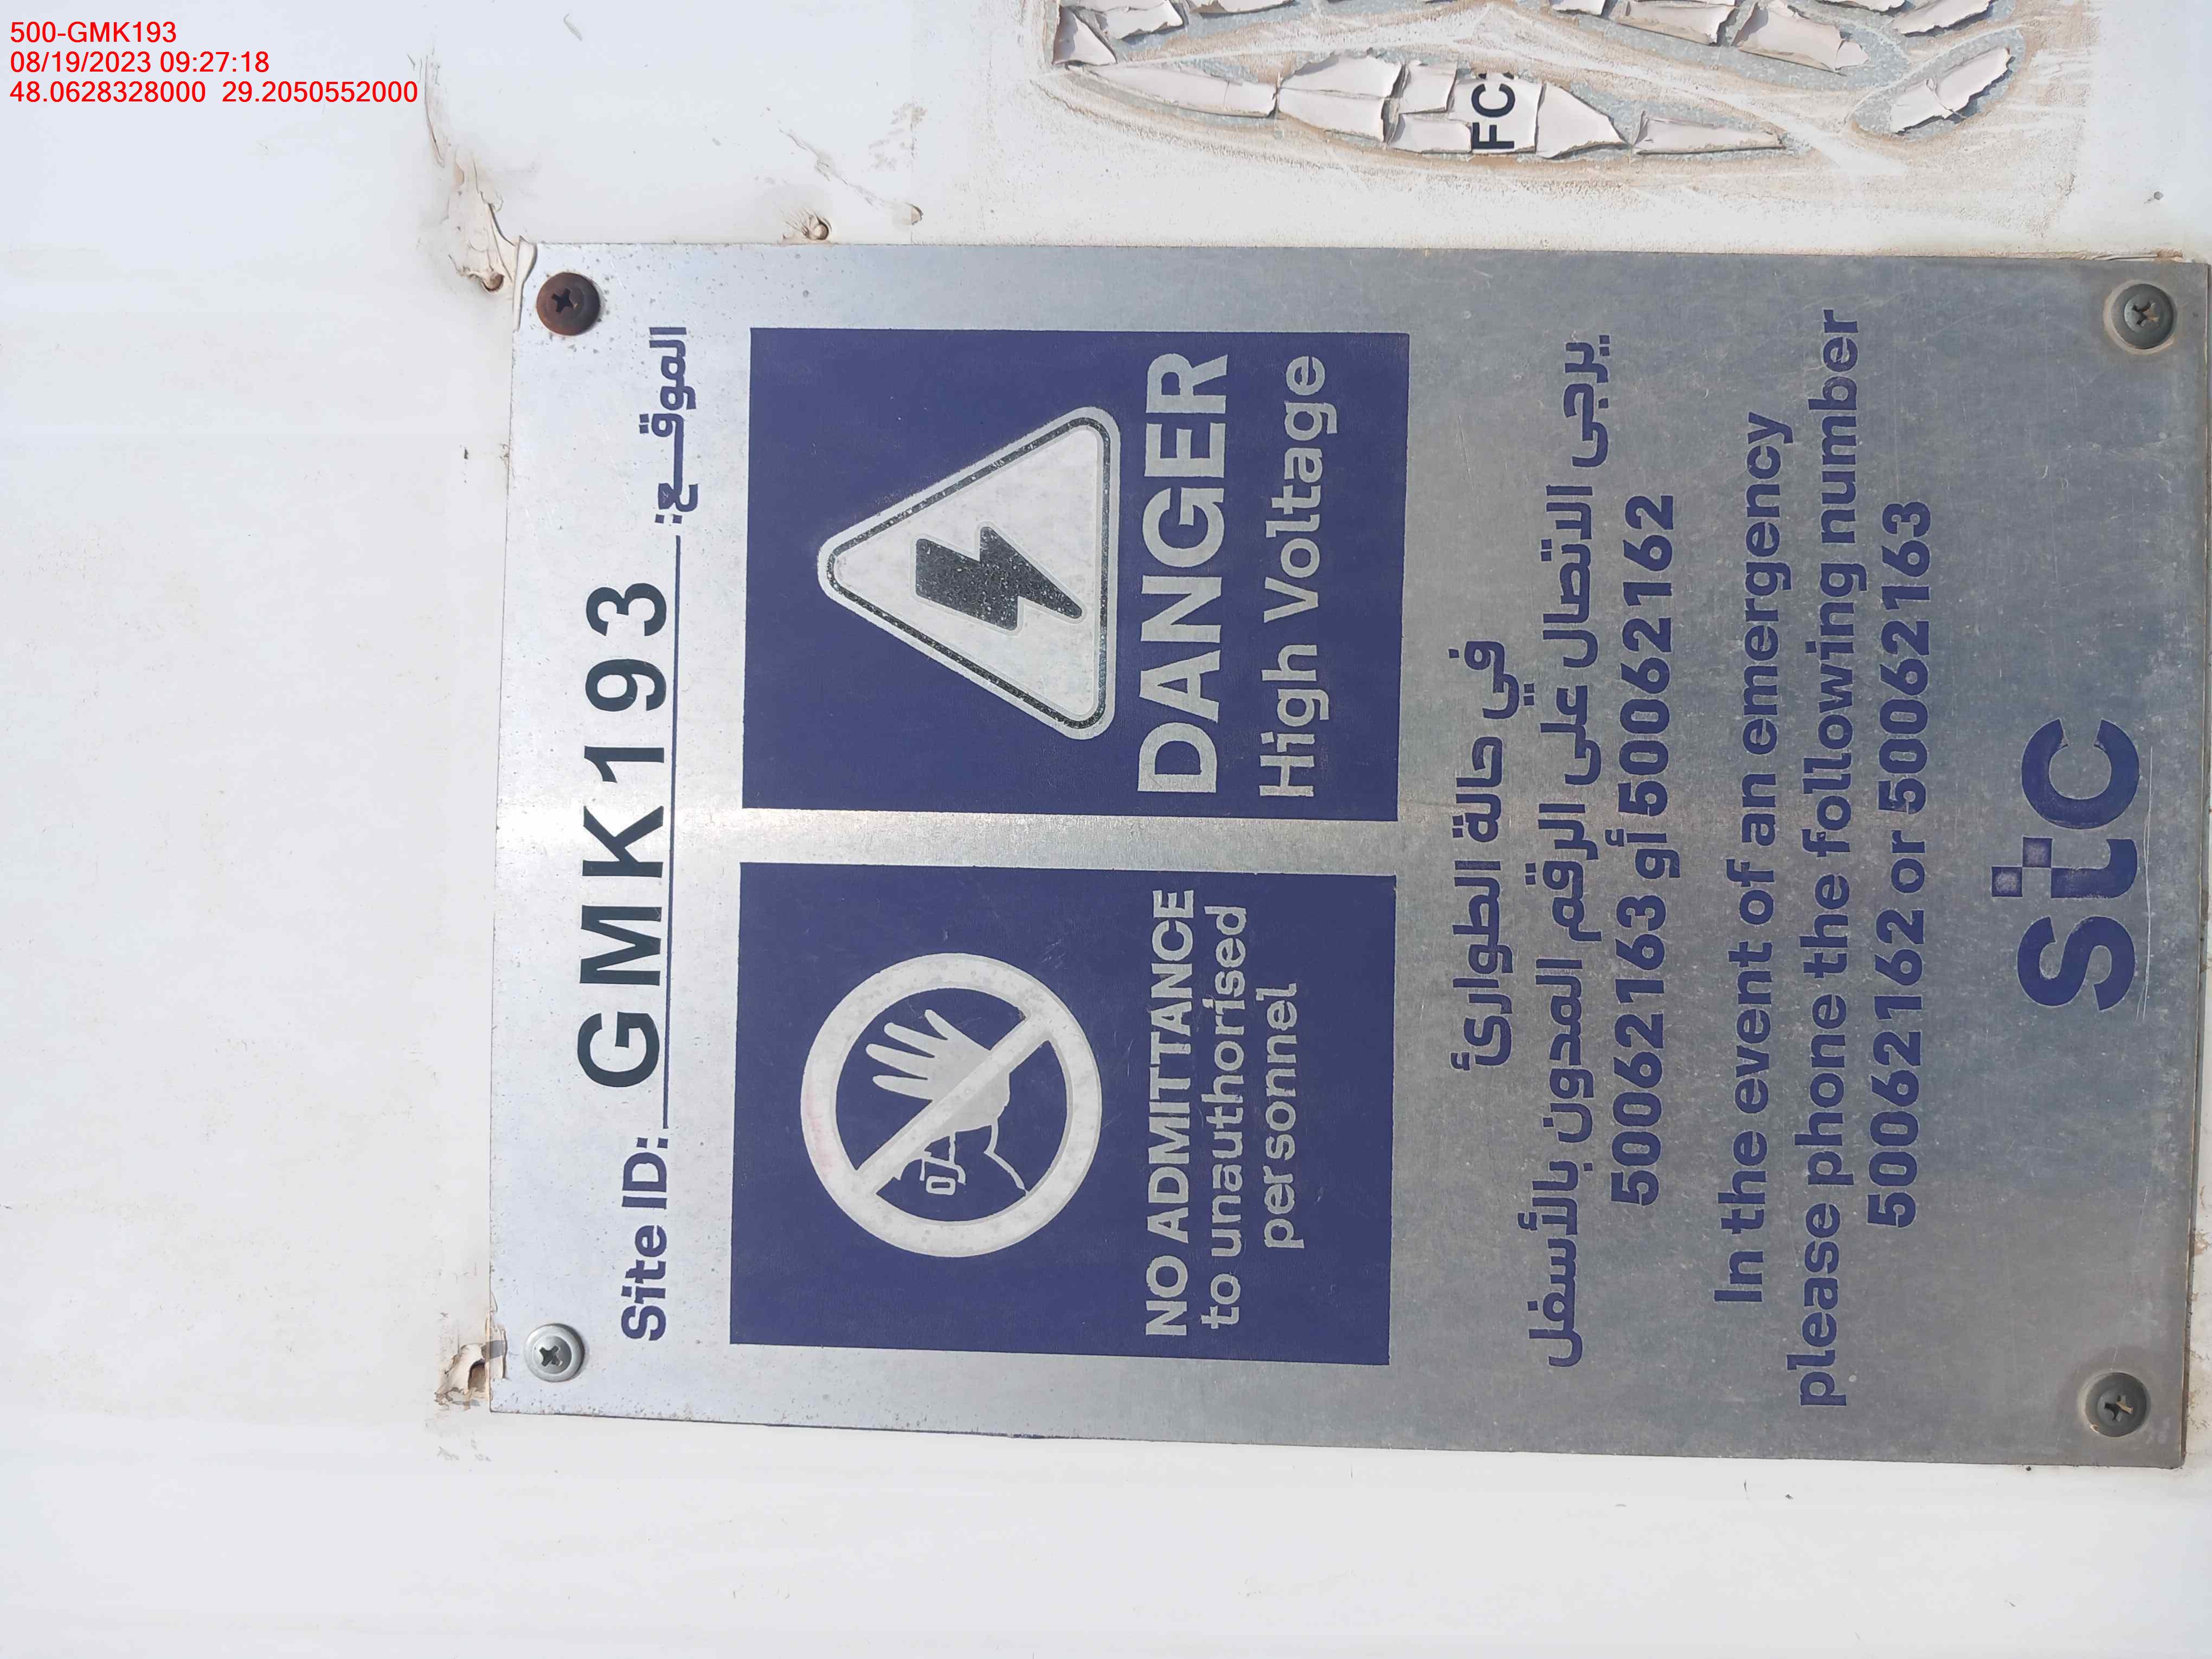 500-GMK193
08/19/2023 09:27:18
48.0628328000 29.2050552000
FC
Site ID: GMK193 الموقع:
NO ADMITTANCE
to unauthorised
personnel
DANGER
High Voltage
في حالة الطوارئ
يرجى الاتصال على الرقم المدون بالأسفل
50062163 أو 50062162
In the event of an emergency
please phone the following number
50062162 or 50062163
stc